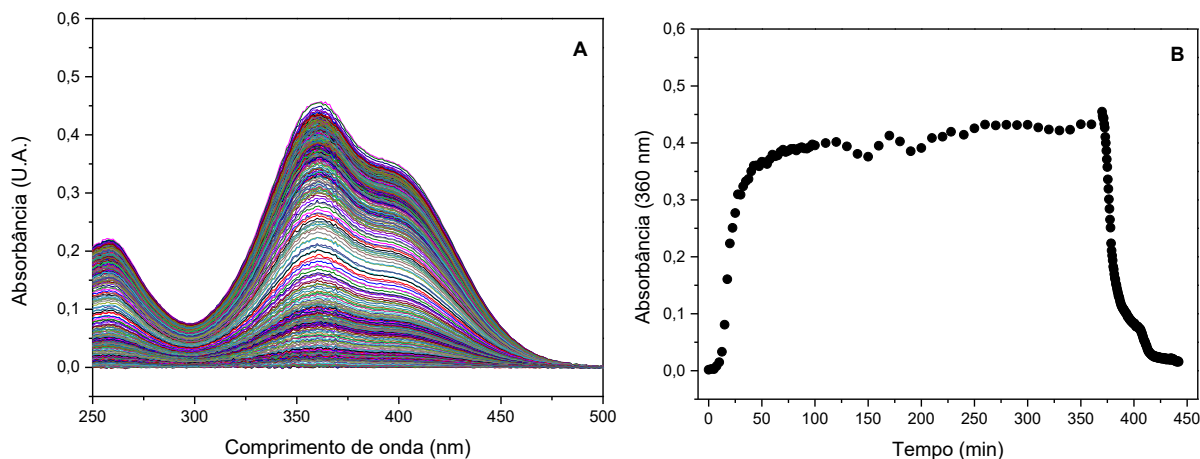 A
Absorbância (U.A.)
0,6
0,5
0,4
0,3
0,2
0,1
0,0
250 300 350 400 450 500
Comprimento de onda (nm)
B
Absorbância (360 nm)
0,6
0,5
0,4
0,3
0,2
0,1
0,0
0 50 100 150 200 250 300 350 400 450
Tempo (min)